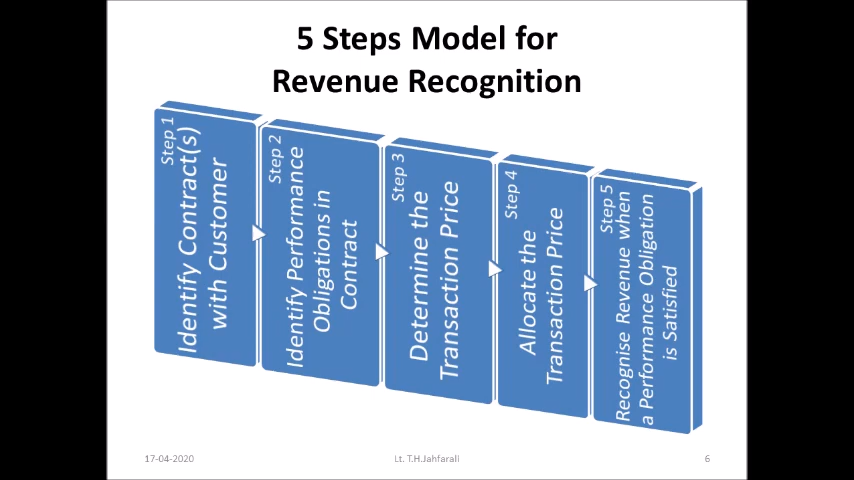 5 Steps Model for
Revenue Recognition
Step 1
Identify Contract(s)
with Customer
Step 2
Identify Performance
Obligations in
Contract
Step 3
Determine the
Transaction Price
Step 4
Allocate the
Transaction Price
Step 5
Recognise Revenue when
a Performance Obligation
is Satisfied
17-04-2020
Lt. T.H.Jahfarali
6